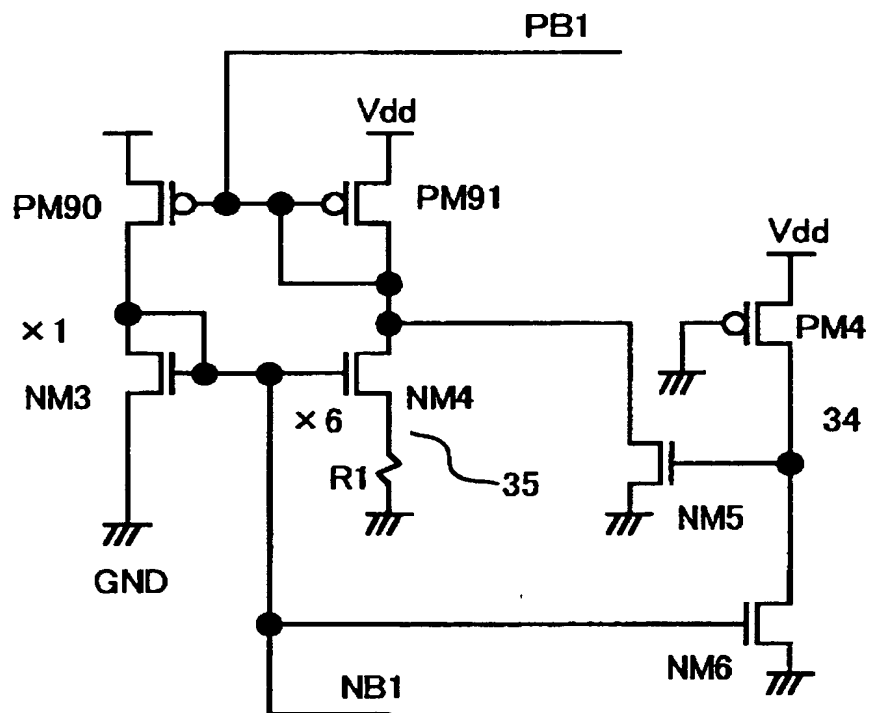 PB1
Vdd
PM90
PM91
Vdd
×1
PM4
NM3
×6
NM4
34
R1
35
NM5
GND
NM6
NB1